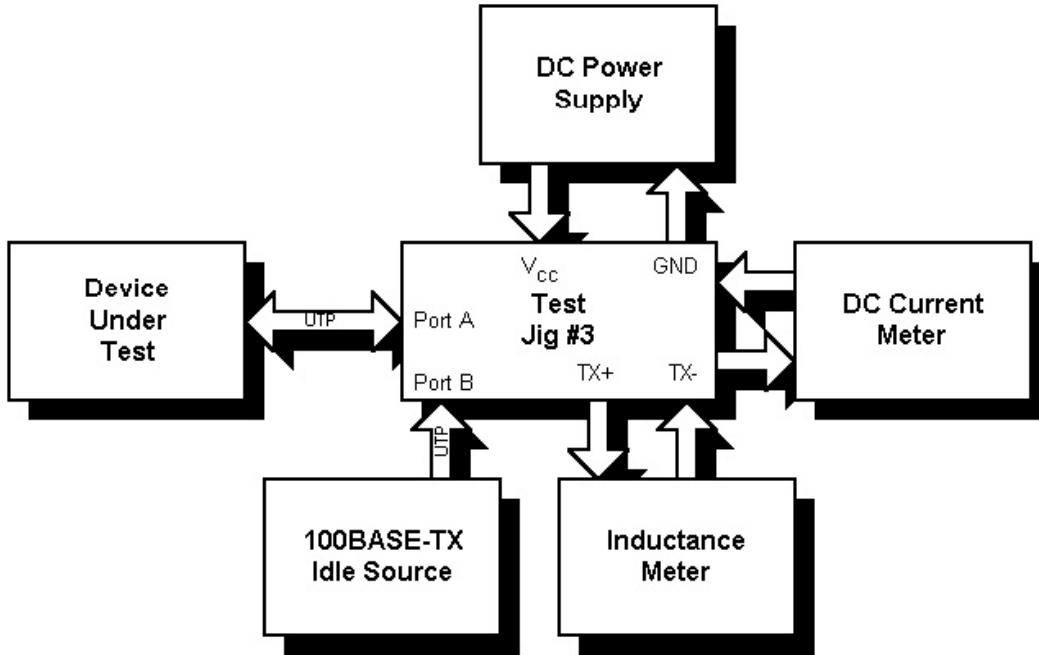 DC Power
Supply
Device
Under
Test
UTP
Port A
Port B
VCC
GND
Test
Jig #3
TX+
TX-
DC Current
Meter
UTP
100BASE-TX
Idle Source
Inductance
Meter